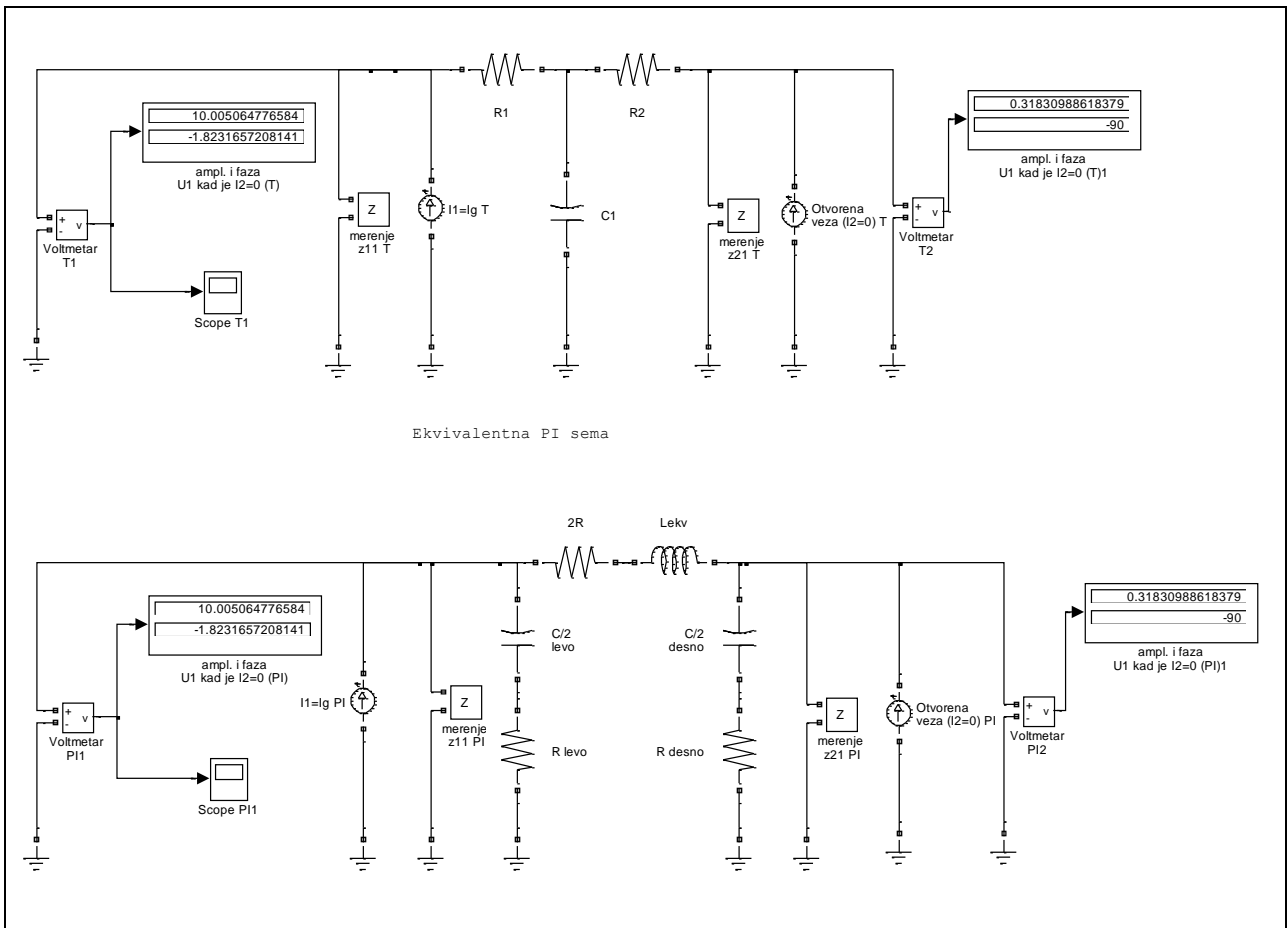 R1
R2
10.005064776584
-1.8231657208141
ampl. i faza
U1 kad je I2=0 (T)
0.31830988618379
-90
ampl. i faza
U1 kad je I2=0 (T)1
+
-
v
Voltmetar
T1
Z
merenje
z11 T
I1=Ig T
C1
Z
merenje
z21 T
Otvorena
veza (I2=0) T
+
-
v
Voltmetar
T2
Scope T1
Ekvivalentna PI sema
2R
Lekv
10.005064776584
-1.8231657208141
ampl. i faza
U1 kad je I2=0 (PI)
C/2
levo
C/2
desno
0.31830988618379
-90
ampl. i faza
U1 kad je I2=0 (PI)1
+
-
v
Voltmetar
PI1
I1=Ig PI
Z
merenje
z11 PI
R levo
R desno
Z
merenje
z21 PI
Otvorena
veza (I2=0) PI
+
-
v
Voltmetar
PI2
Scope PI1